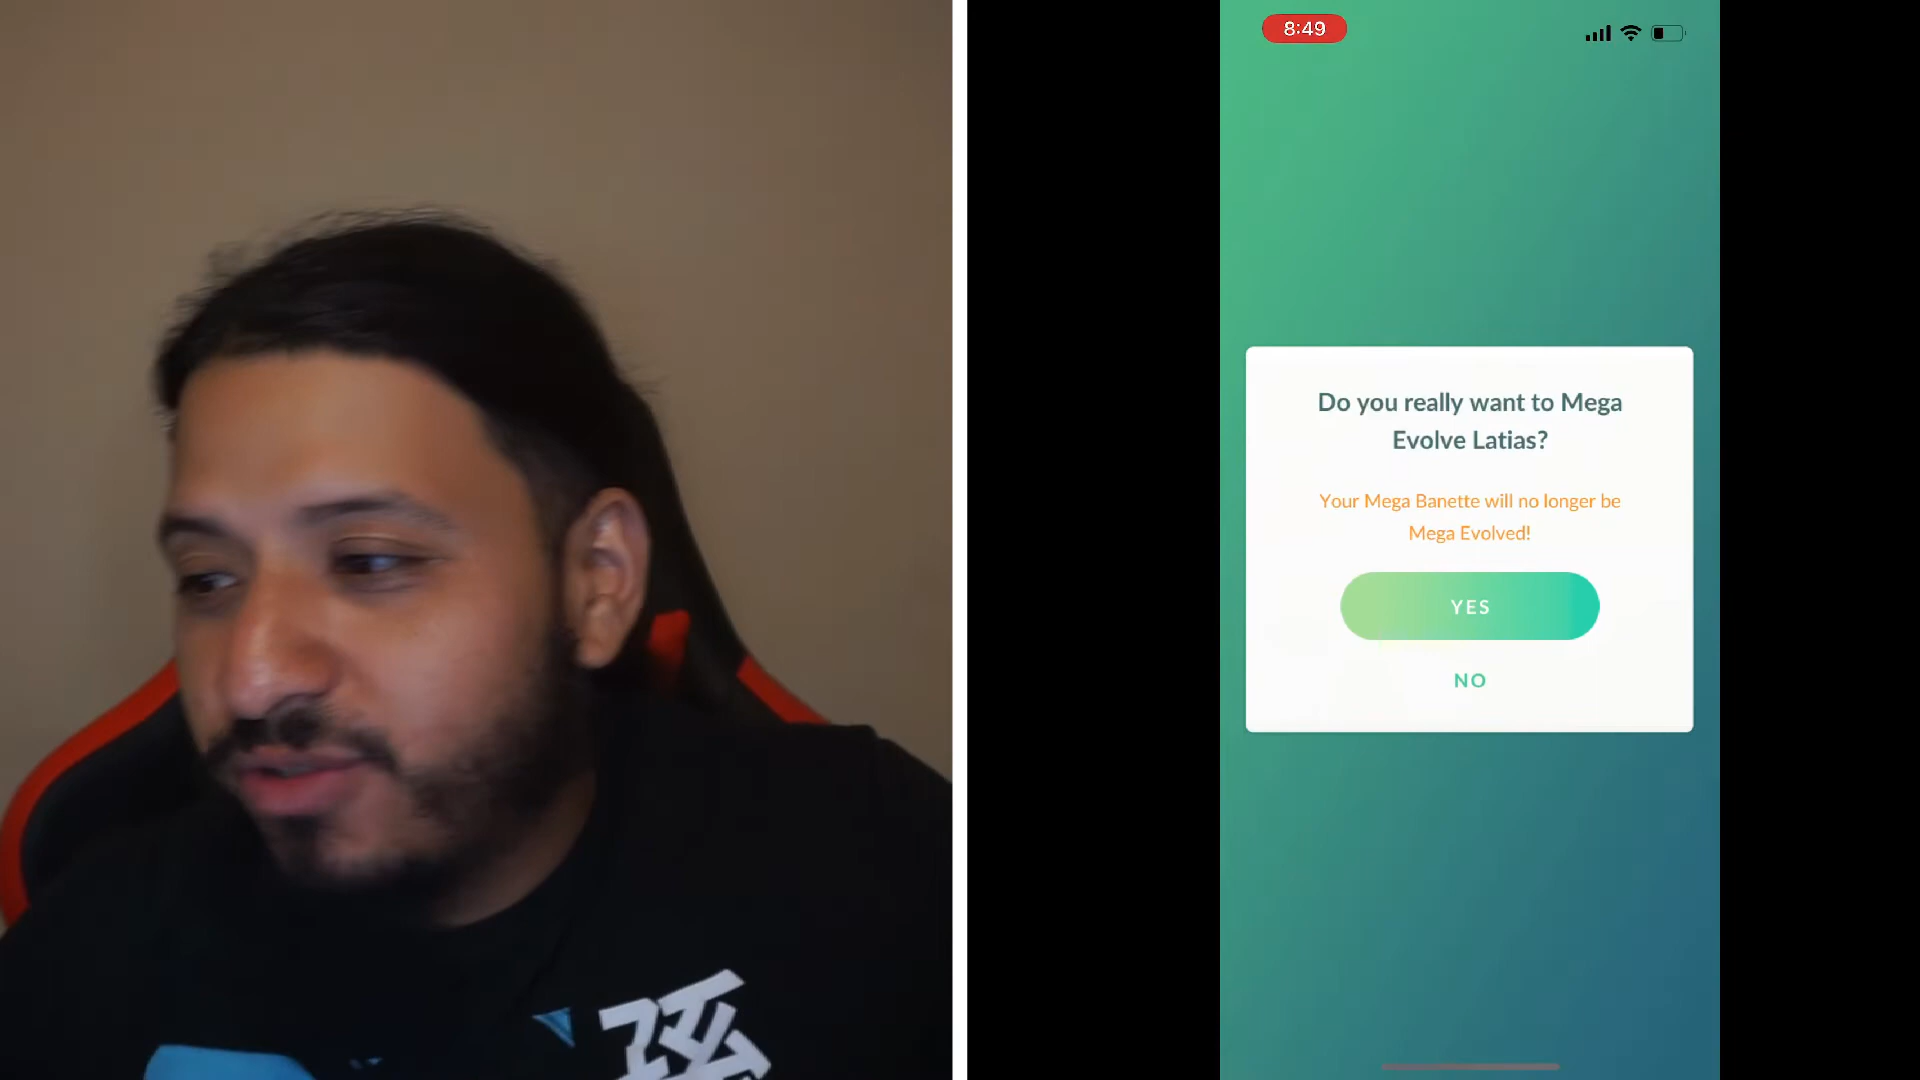 8:49
Do you really want to Mega
Evolve Latias?
Your Mega Banette will no longer be
Mega Evolved!
YES
NO